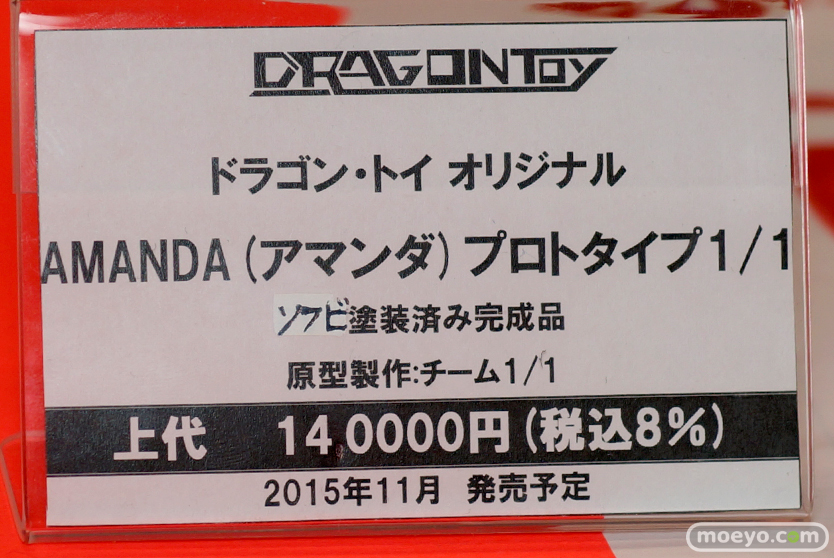 DRAGONToy
ドラゴン・トイ オリジナル
AMANDA (アマンダ) プロトタイプ1/1
ソフビ塗装済み完成品
原型製作:チーム1/1
上代 140000円(税込8%)
2015年11月 発売予定
moeyo.com